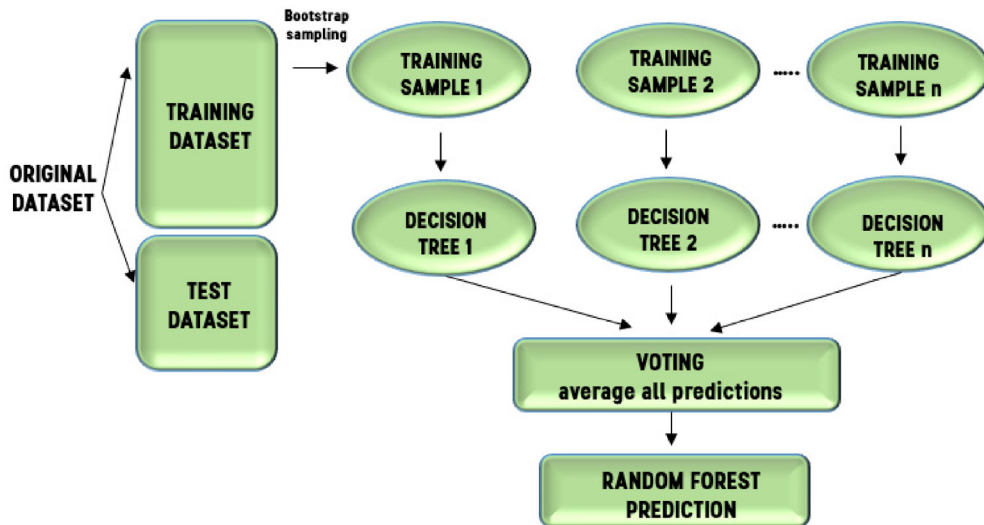 Bootstrap
sampling
TRAINING
SAMPLE 1
TRAINING
SAMPLE 2
.....
TRAINING
SAMPLE n
TRAINING
DATASET
ORIGINAL
DATASET
DECISION
TREE 1
DECISION
TREE 2
.....
DECISION
TREE n
TEST
DATASET
VOTING
average all predictions
RANDOM FOREST
PREDICTION